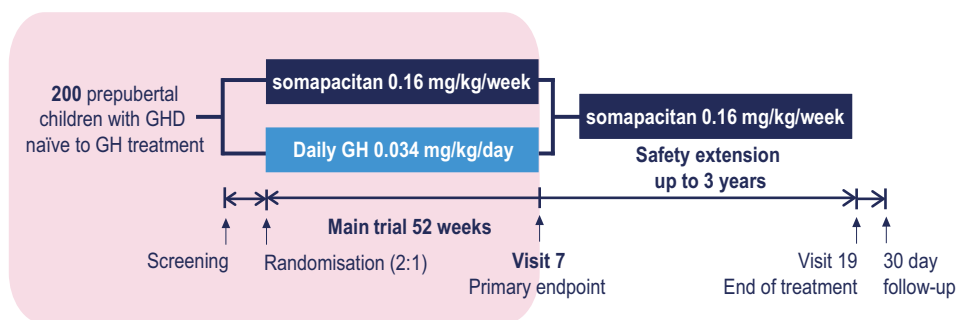 200 prepubertal
children with GHD
naïve to GH treatment
somapacitan 0.16 mg/kg/week
Daily GH 0.034 mg/kg/day
somapacitan 0.16 mg/kg/week
Safety extension
up to 3 years
Main trial 52 weeks
Screening
Randomisation (2:1)
Visit 7
Primary endpoint
Visit 19
End of treatment
30 day
follow-up